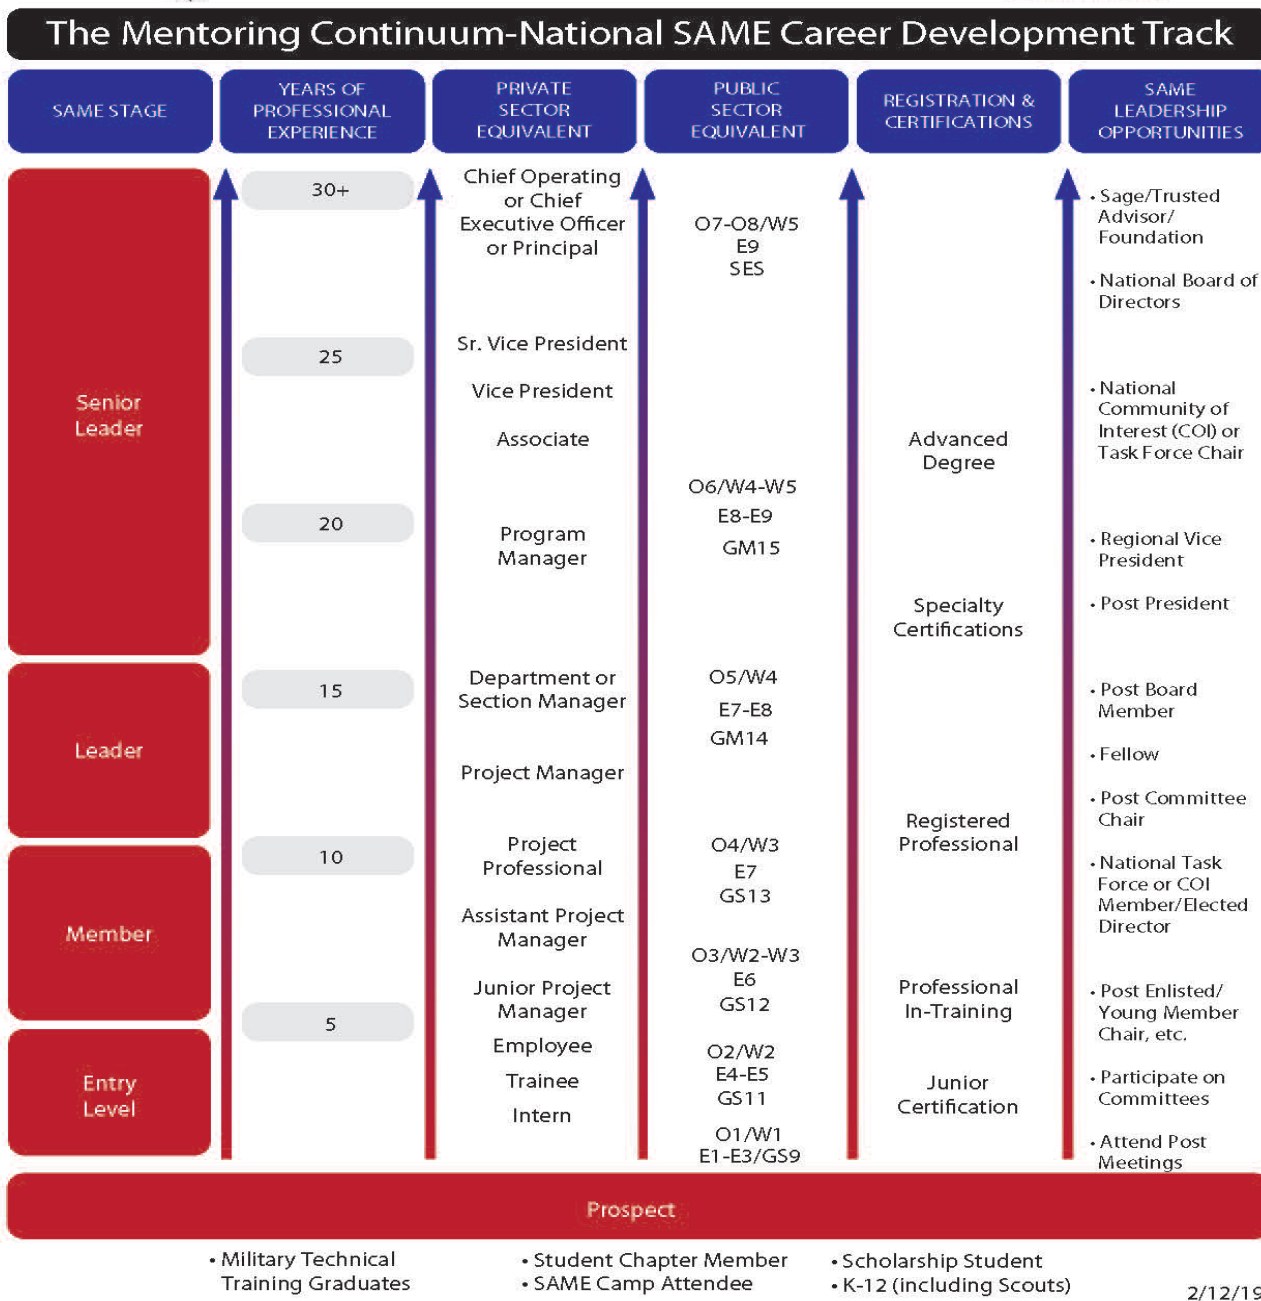 The Mentoring Continuum-National SAME Career Development Track
SAME STAGE
YEARS OF
PROFESSIONAL
EXPERIENCE
PRIVATE
SECTOR
EQUIVALENT
PUBLIC
SECTOR
EQUIVALENT
REGISTRATION &
CERTIFICATIONS
SAME
LEADERSHIP
OPPORTUNITIES
Senior
Leader
Leader
Member
Entry
Level
30+
25
20
15
10
5
Chief Operating
or Chief
Executive Officer
or Principal
Sr. Vice President
Vice President
Associate
Program
Manager
Department or
Section Manager
Project Manager
Project
Professional
Assistant Project
Manager
Junior Project
Manager
Employee
Trainee
Intern
O7-O8/W5
E9
SES
O6/W4-W5
E8-E9
GM15
O5/W4
E7-E8
GM14
O4/W3
E7
GS13
O3/W2-W3
E6
GS12
O2/W2
E4-E5
GS11
O1/W1
E1-E3/GS9
Advanced
Degree
Specialty
Certifications
Registered
Professional
Professional
In-Training
Junior
Certification
• Sage/Trusted
Advisor/
Foundation
• National Board of
Directors
• National
Community of
Interest (COI) or
Task Force Chair
• Regional Vice
President
• Post President
• Post Board
Member
• Fellow
• Post Committee
Chair
• National Task
Force or COI
Member/Elected
Director
• Post Enlisted/
Young Member
Chair, etc.
• Participate on
Committees
• Attend Post
Meetings
Prospect
• Military Technical
Training Graduates
• Student Chapter Member
• SAME Camp Attendee
• Scholarship Student
• K-12 (including Scouts)
2/12/19